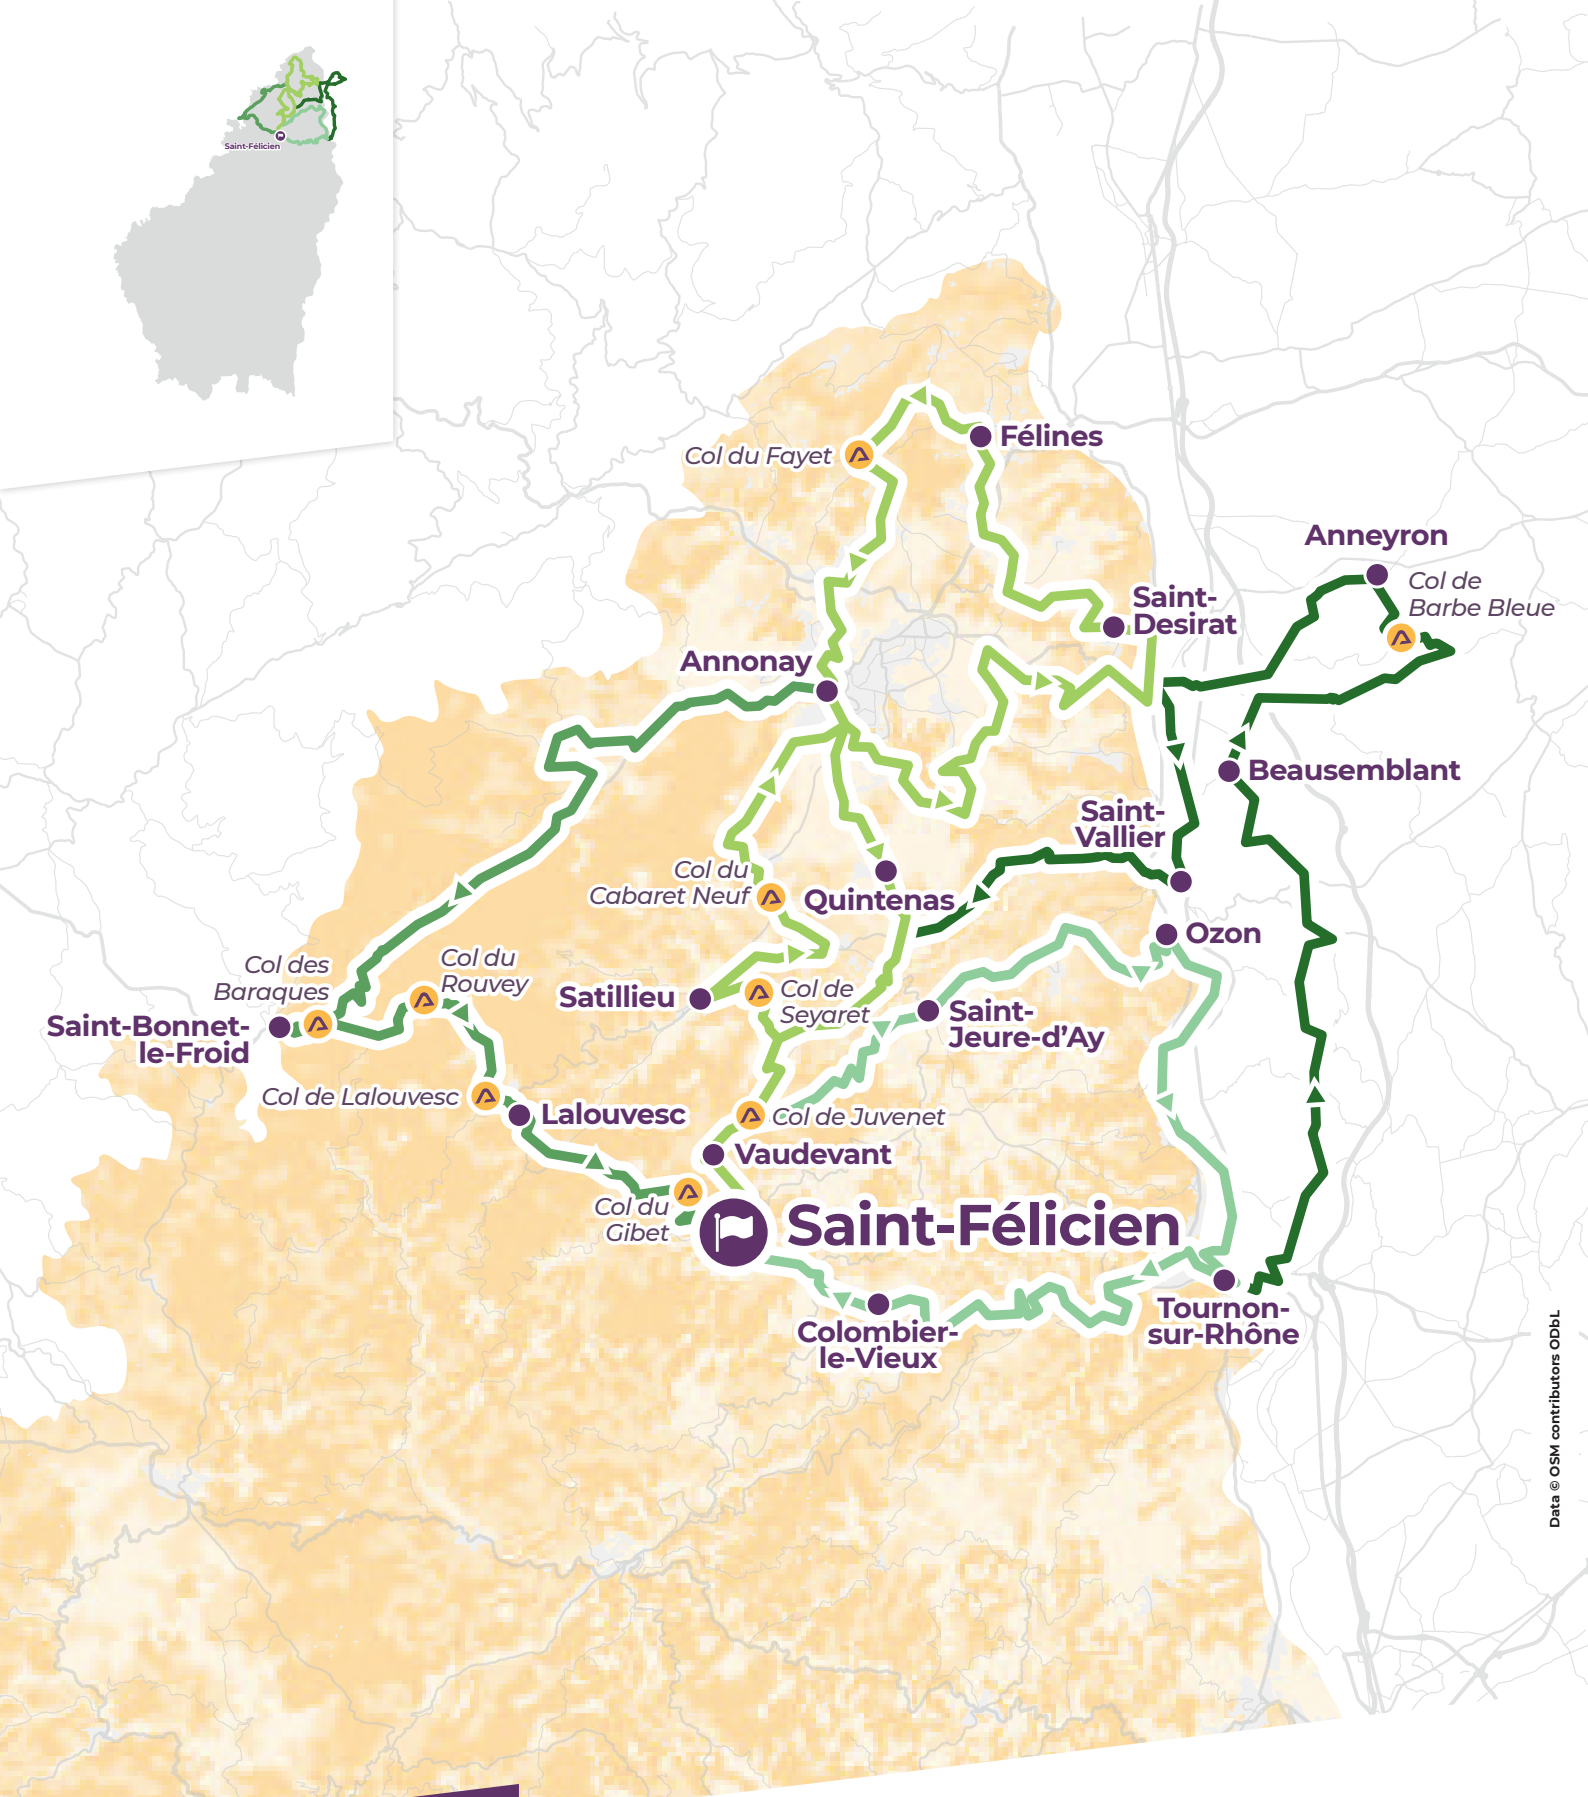 Saint-Félicien
Félines
Col du Fayet
Anneyron
Col de
Barbe Bleue
Saint-
Desirat
Annonay
Beausemblant
Saint-
Vallier
Col du
Cabaret Neuf
Quintenas
Ozon
Col des
Baraques
Col du
Rouvey
Satillieu
Col de
Seyaret
Saint-
Jeure-d'Ay
Saint-Bonnet-
le-Froid
Col de Lalouvesc
Lalouvesc
Col de Juvenet
Vaudevant
Col du
Gibet
Saint-Félicien
Tournon-
sur-Rhône
Colombier-
le-Vieux
Data © OSM contributors ODbL